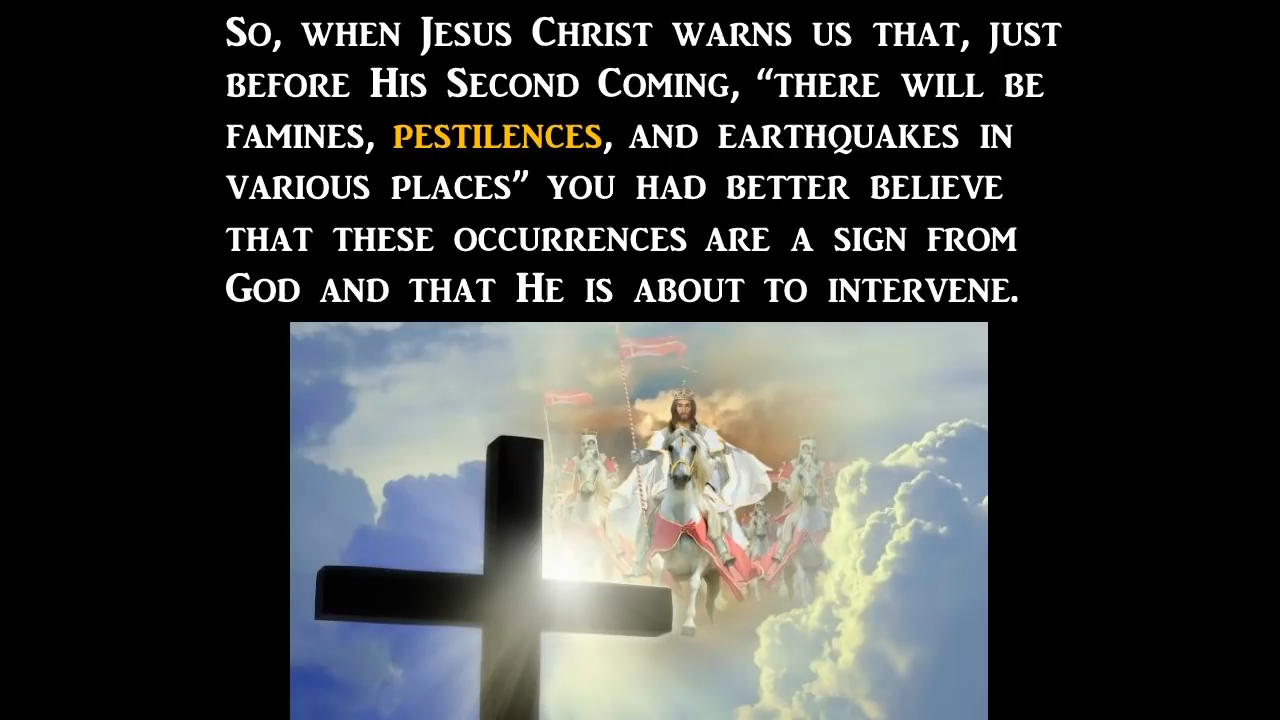 So, when Jesus Christ warns us that, just
before His Second Coming, “there will be
famines, pestilences, and earthquakes in
various places” you had better believe
that these occurrences are a sign from
God and that He is about to intervene.